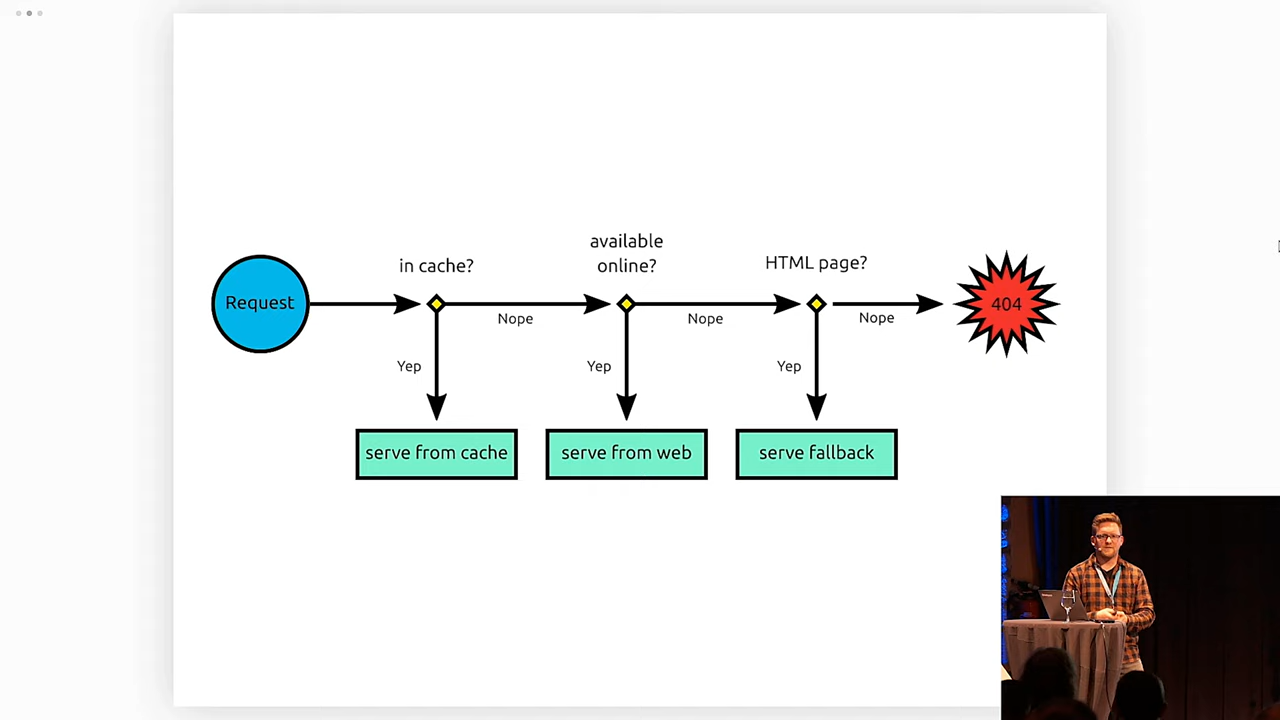 Request
in cache?
available
online?
HTML page?
404
Nope
Nope
Nope
Yep
Yep
Yep
serve from cache
serve from web
serve fallback